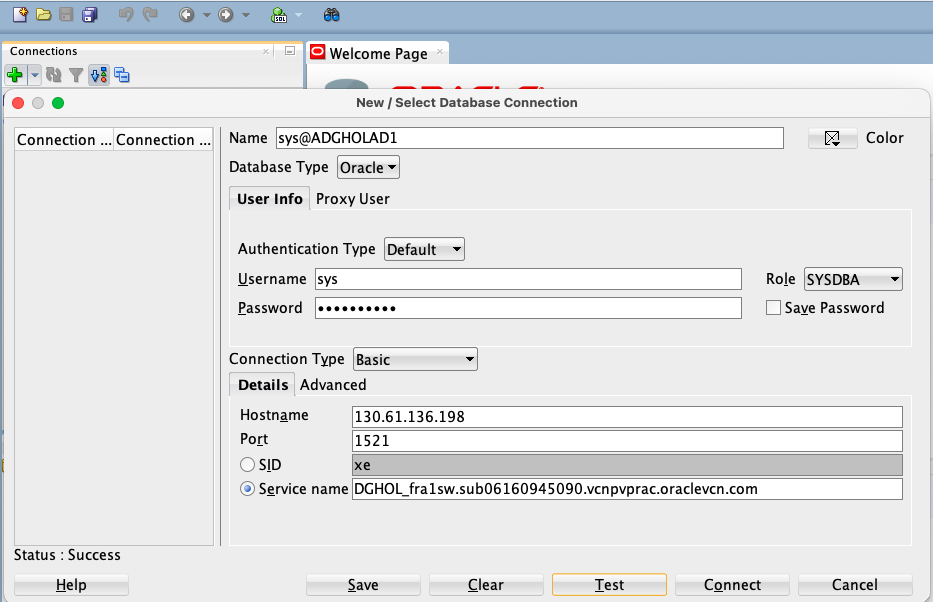 SQL
Connections
Welcome Page
New / Select Database Connection
Connection ... Connection ...
Name sys@ADGHOLAD1 Color
Database Type Oracle
User Info Proxy User
Authentication Type Default
Username sys Role SYSDBA
Password •••••••••• Save Password
Connection Type Basic
Details Advanced
Hostname 130.61.136.198
Port 1521
SID xe
Service name DGHOL_fra1sw.sub06160945090.vcnpvprac.oraclevcn.com
Status : Success
Help Save Clear Test Connect Cancel